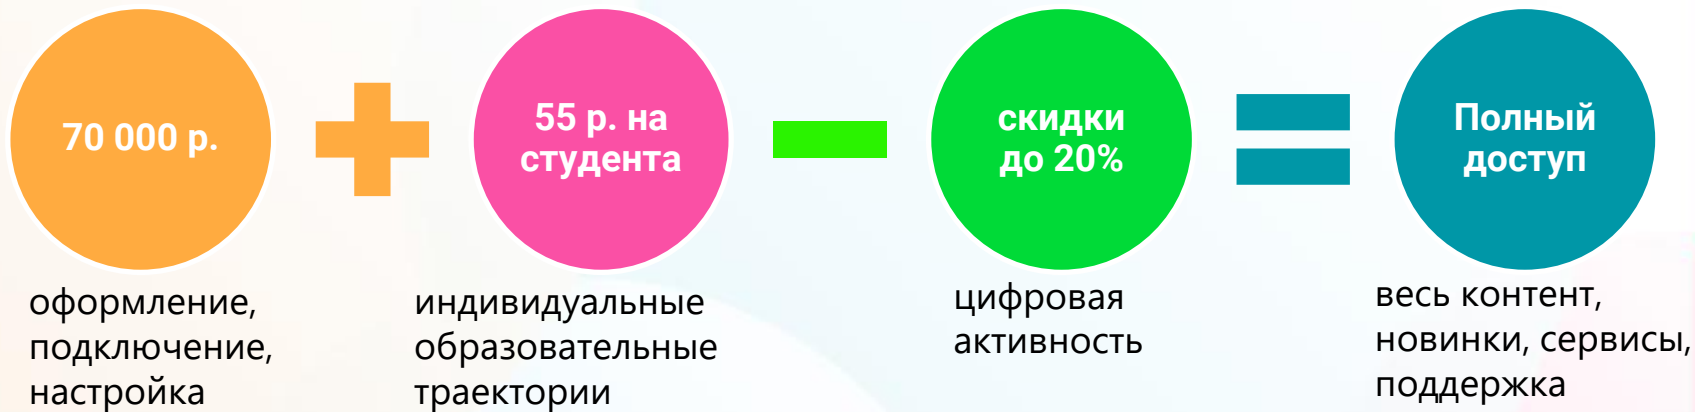 70 000 р.
55 р. на
студента
скидки
до 20%
Полный
доступ
оформление,
подключение,
настройка
индивидуальные
образовательные
траектории
цифровая
активность
весь контент,
новинки, сервисы,
поддержка